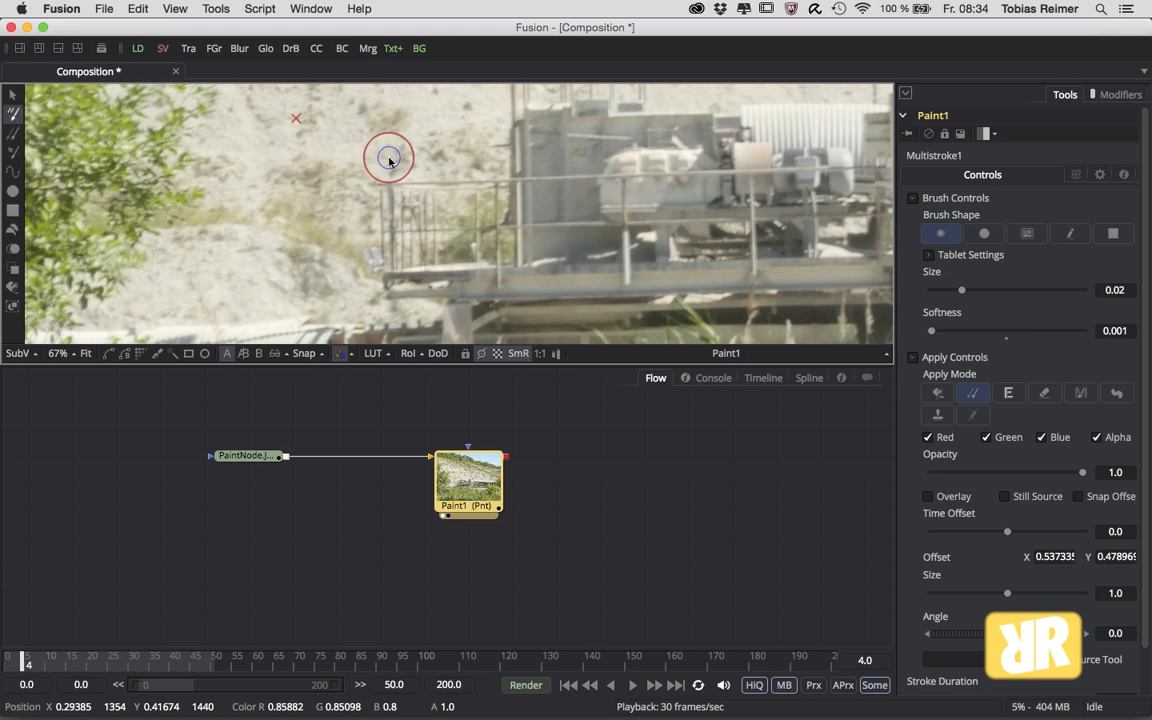 Fusion File Edit View Tools Script Window Help 100 % Fr. 08:34 Tobias Reimer
Fusion - [Composition *]
LD SV Tra FGr Blur Glo DrB CC BC Mrg Txt+ BG
Composition *
Tools Modifiers
Paint1
Multistroke1
Controls
Brush Controls
Brush Shape
Tablet Settings
Size
0.02
Softness
0.001
SubV 67% Fit A A B Snap LUT RoI DoD SmR 1:1 Paint1
Apply Controls
Apply Mode
Flow Console Timeline Spline
E
Red Green Blue Alpha
Opacity
1.0
PaintNode.j...
Paint1 (Pnt)
Overlay Still Source Snap Offse
Time Offset
0.0
Offset X 0.53733 Y 0.478969
Size
1.0
Angle
0.0
RR
urce Tool
Stroke Duration
0 5 10 15 20 25 30 35 40 45 50 55 60 65 70 75 80 85 90 100 110 120 130 140 150 160 170 180 190 2
4 4.0
0.0 0.0 << 0 200 >> 50.0 200.0 Render HiQ MB Prx APrx Some
Position X 0.29385 1354 Y 0.41674 1440 Color R 0.85882 G 0.85098 B 0.8 A 1.0 Playback: 30 frames/sec 5% - 404 MB Idle